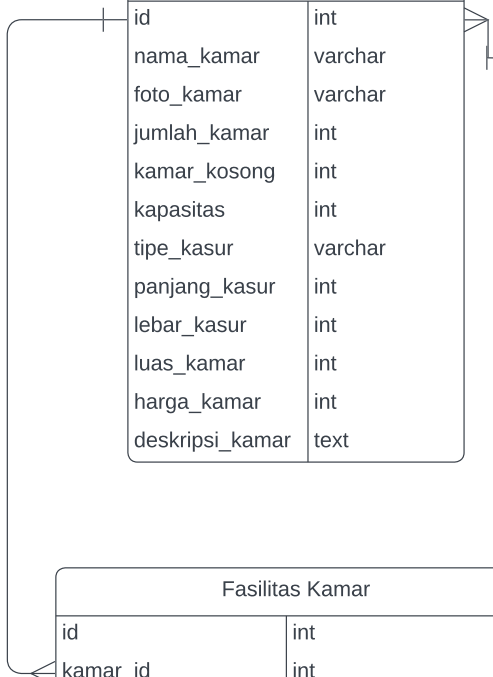 id int
nama_kamar varchar
foto_kamar varchar
jumlah_kamar int
kamar_kosong int
kapasitas int
tipe_kasur varchar
panjang_kasur int
lebar_kasur int
luas_kamar int
harga_kamar int
deskripsi_kamar text
Fasilitas Kamar
id int
kamar_id int